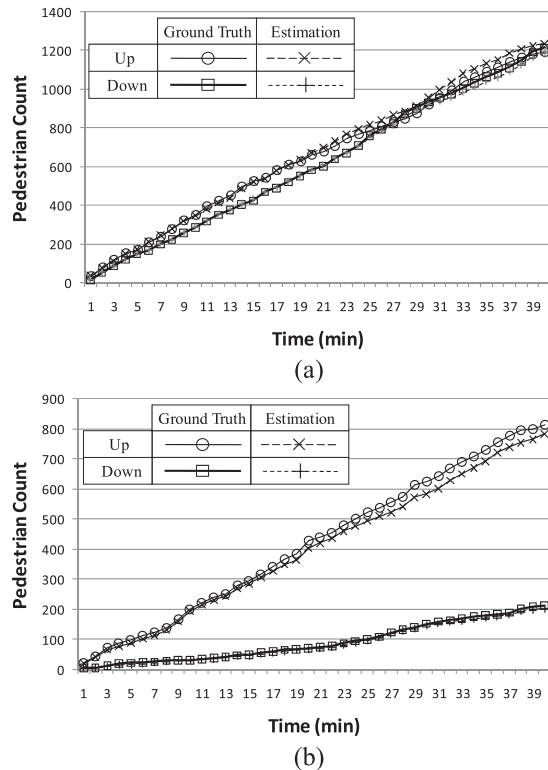 1400
1200
1000
800
600
400
200
0
Pedestrian Count
Ground Truth Estimation
Up
Down
1 3 5 7 9 11 13 15 17 19 21 23 25 27 29 31 33 35 37 39
Time (min)
(a)
900
800
700
600
500
400
300
200
100
0
Pedestrian Count
Ground Truth Estimation
Up
Down
1 3 5 7 9 11 13 15 17 19 21 23 25 27 29 31 33 35 37 39
Time (min)
(b)